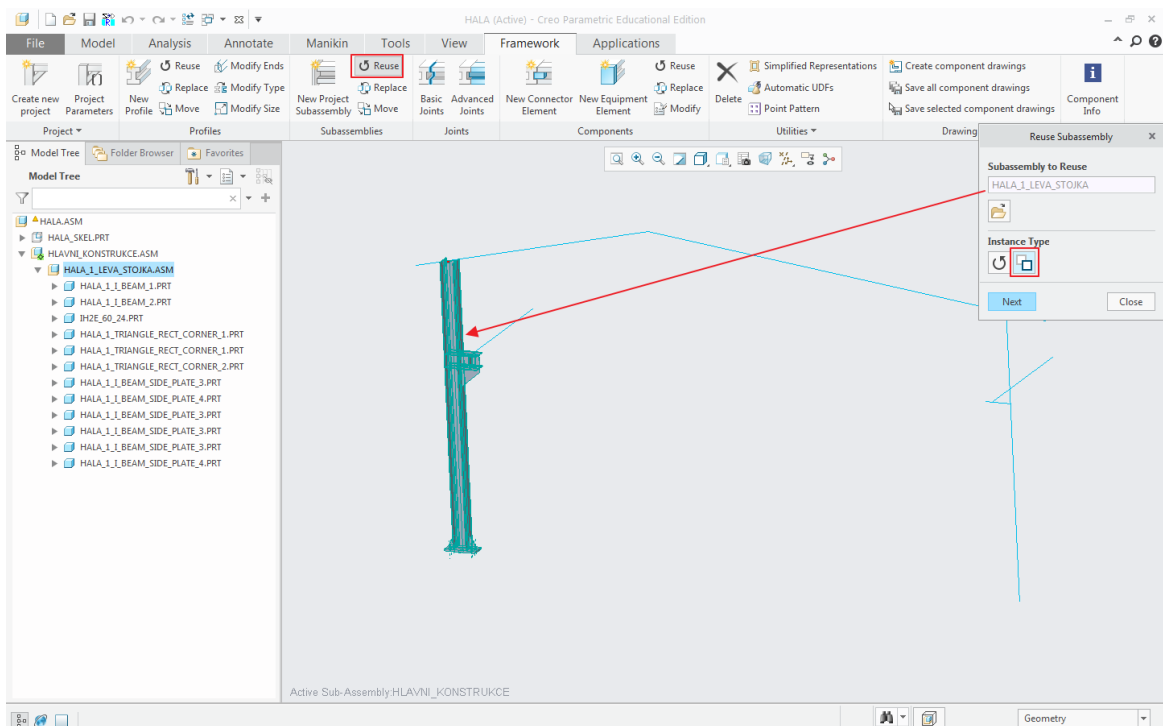 HALA (Active) - Creo Parametric Educational Edition
File Model Analysis Annotate Manikin Tools View Framework Applications
Create new project
Project Parameters
Project
New Profile
Reuse
Replace
Move
Modify Ends
Modify Type
Modify Size
Profiles
New Project Subassembly
Reuse
Replace
Move
Subassemblies
Basic Joints
Advanced Joints
Joints
New Connector Element
New Equipment Element
Reuse
Replace
Modify
Components
Delete
Simplified Representations
Automatic UDFs
Point Pattern
Utilities
Create component drawings
Save all component drawings
Save selected component drawings
Drawing
Component Info
Model Tree Folder Browser Favorites
Model Tree
HALA.ASM
HALA_SKEL.PRT
HLAVNI_KONSTRUKCE.ASM
HALA_1_LEVA_STOJKA.ASM
HALA_1_I_BEAM_1.PRT
HALA_1_I_BEAM_2.PRT
IH2E_60_24.PRT
HALA_1_TRIANGLE_RECT_CORNER_1.PRT
HALA_1_TRIANGLE_RECT_CORNER_1.PRT
HALA_1_TRIANGLE_RECT_CORNER_2.PRT
HALA_1_I_BEAM_SIDE_PLATE_3.PRT
HALA_1_I_BEAM_SIDE_PLATE_4.PRT
HALA_1_I_BEAM_SIDE_PLATE_3.PRT
HALA_1_I_BEAM_SIDE_PLATE_3.PRT
HALA_1_I_BEAM_SIDE_PLATE_3.PRT
HALA_1_I_BEAM_SIDE_PLATE_4.PRT
Reuse Subassembly
Subassembly to Reuse
HALA_1_LEVA_STOJKA
Instance Type
Next Close
Active Sub-Assembly:HLAVNI_KONSTRUKCE
Geometry